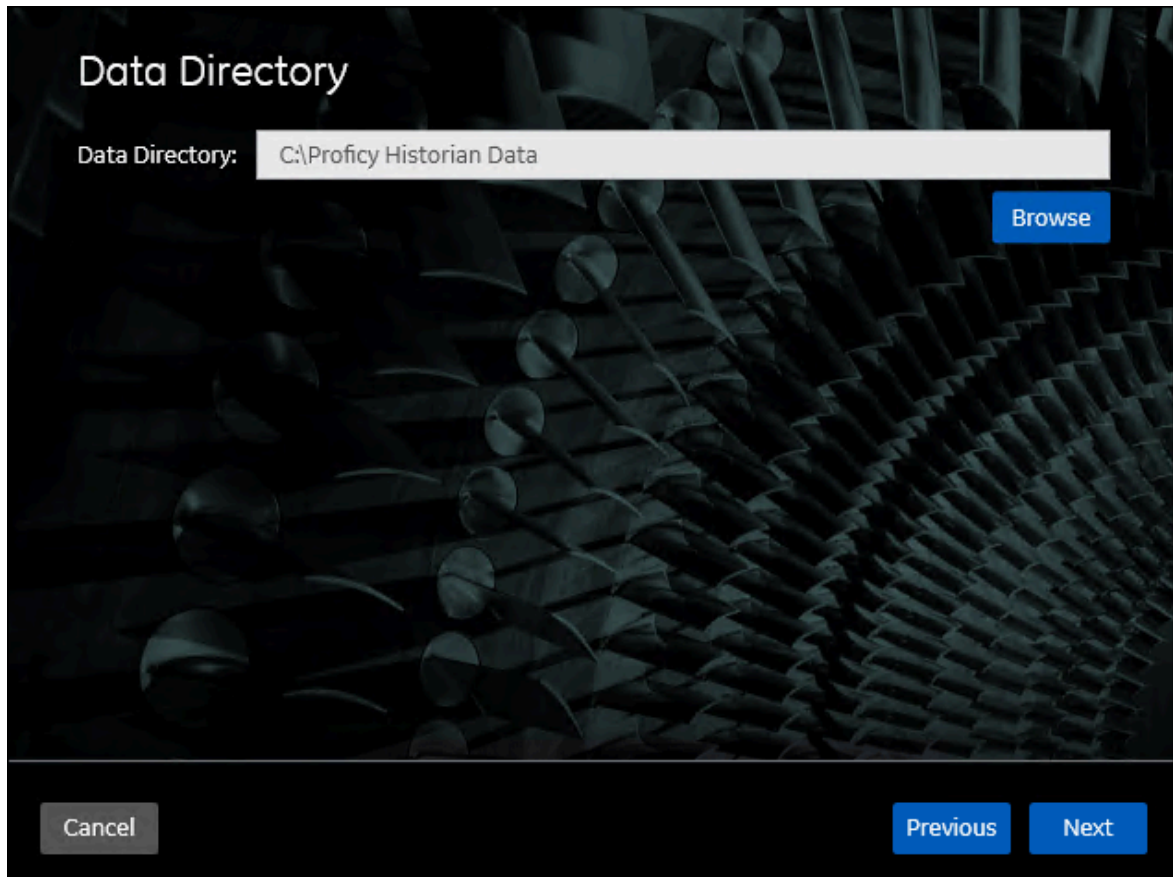 Data Directory
Data Directory: C:\Proficy Historian Data
Browse
Cancel Previous Next